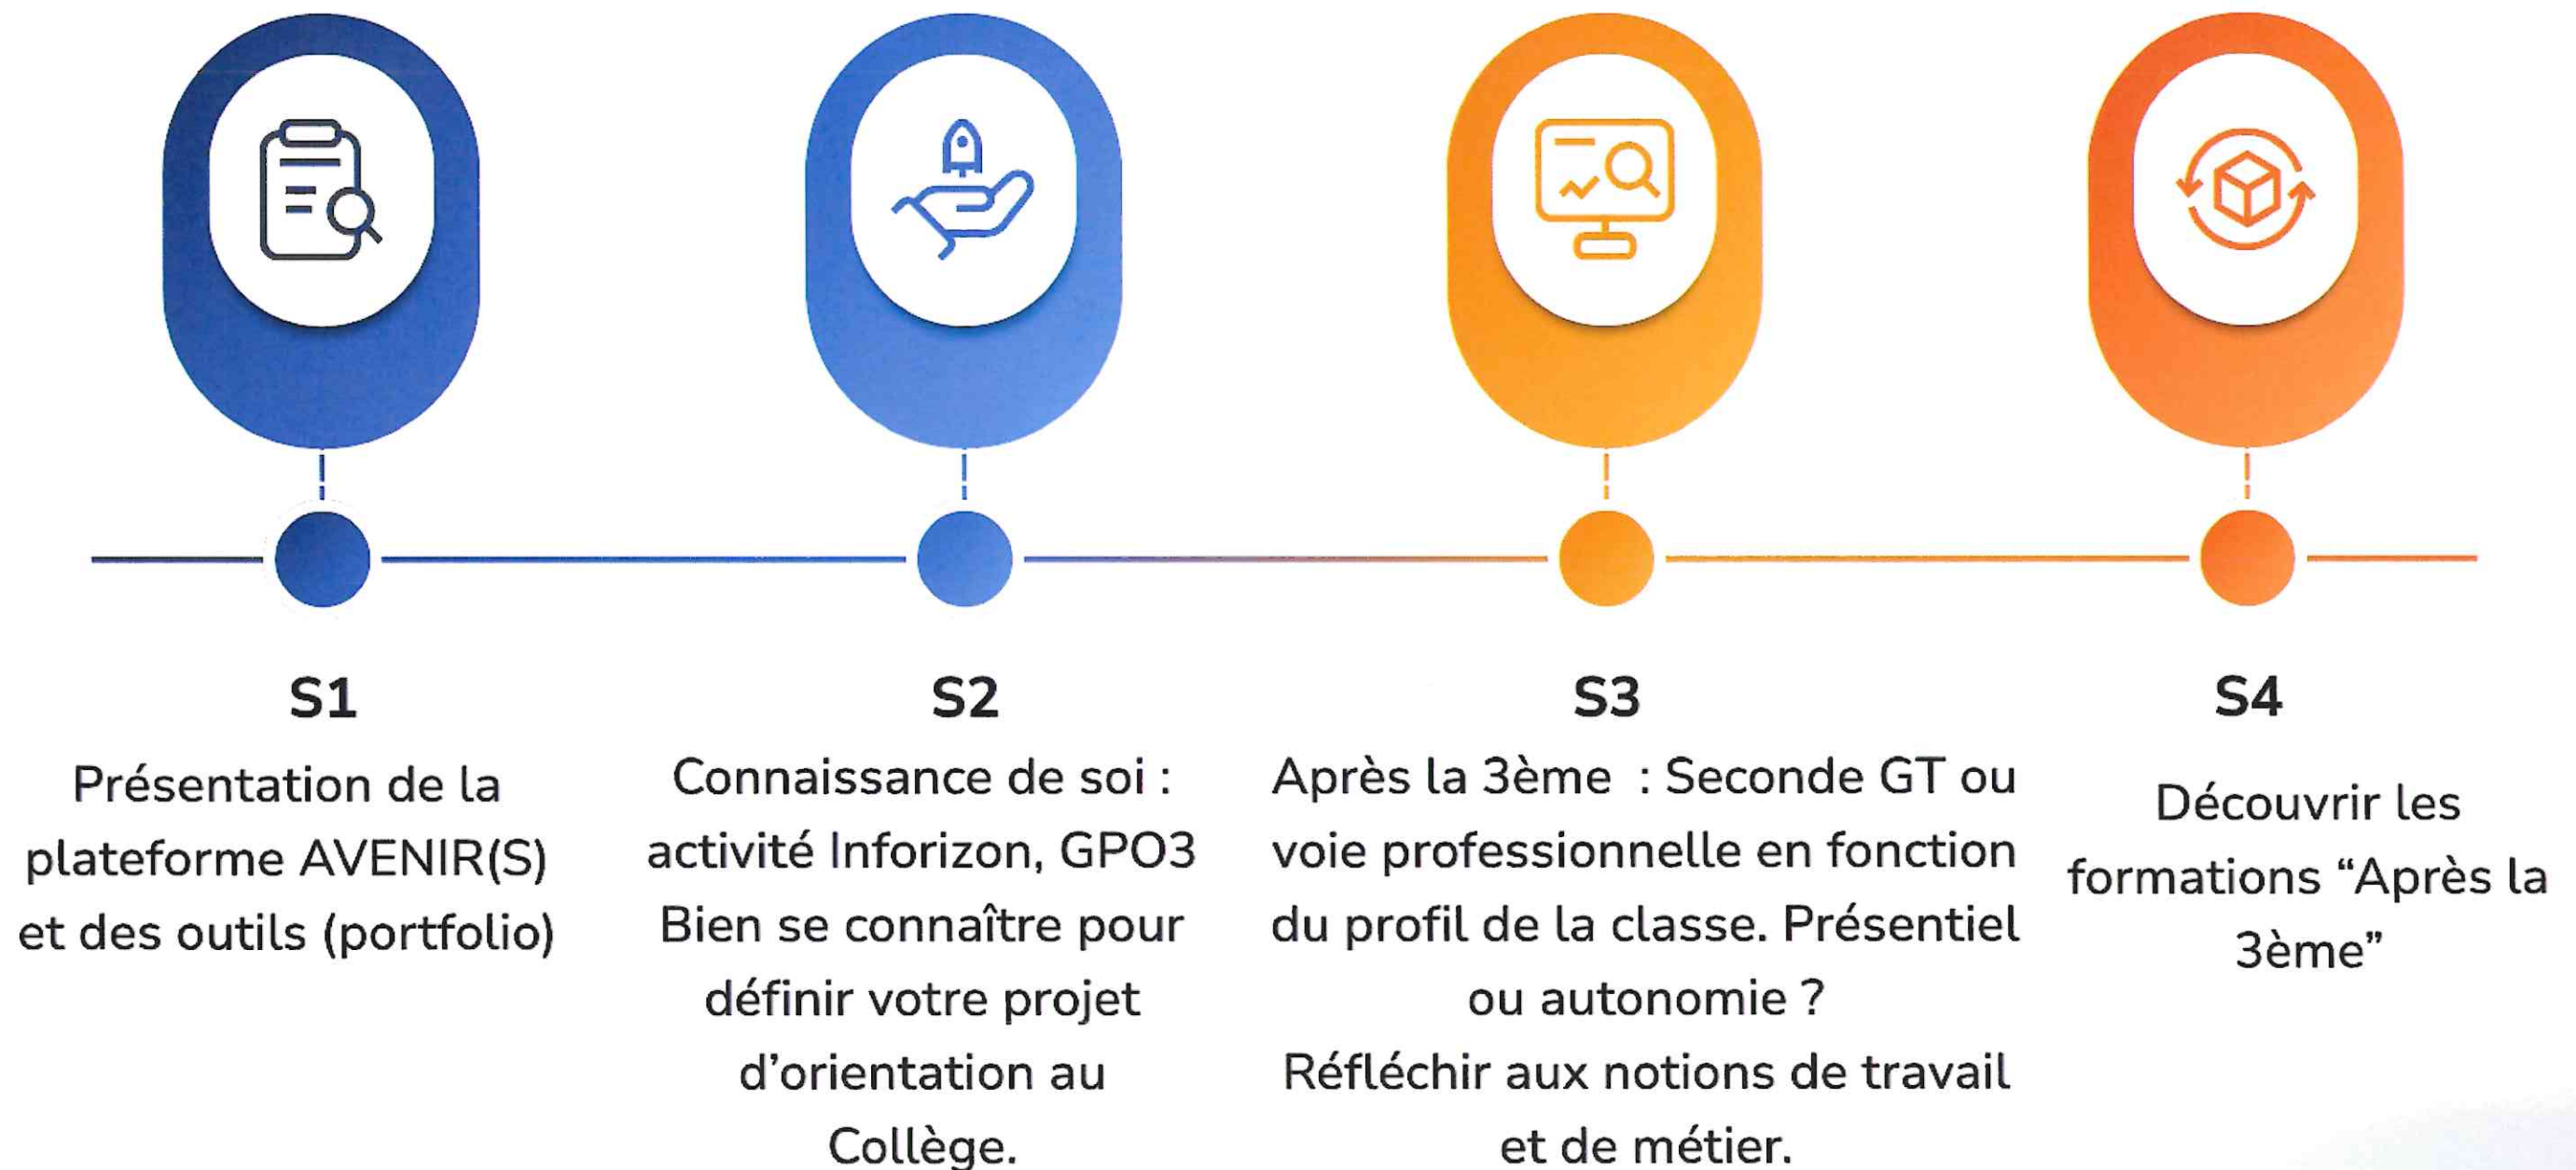 S1
Présentation de la
plateforme AVENIR(S)
et des outils (portfolio)
S2
Connaissance de soi :
activité Inforizon, GPO3
Bien se connaître pour
définir votre projet
d’orientation au
Collège.
S3
Après la 3ème  : Seconde GT ou
voie professionnelle en fonction
du profil de la classe. Présentiel
ou autonomie ?
Réfléchir aux notions de travail
et de métier.
S4
Découvrir les
formations “Après la
3ème”